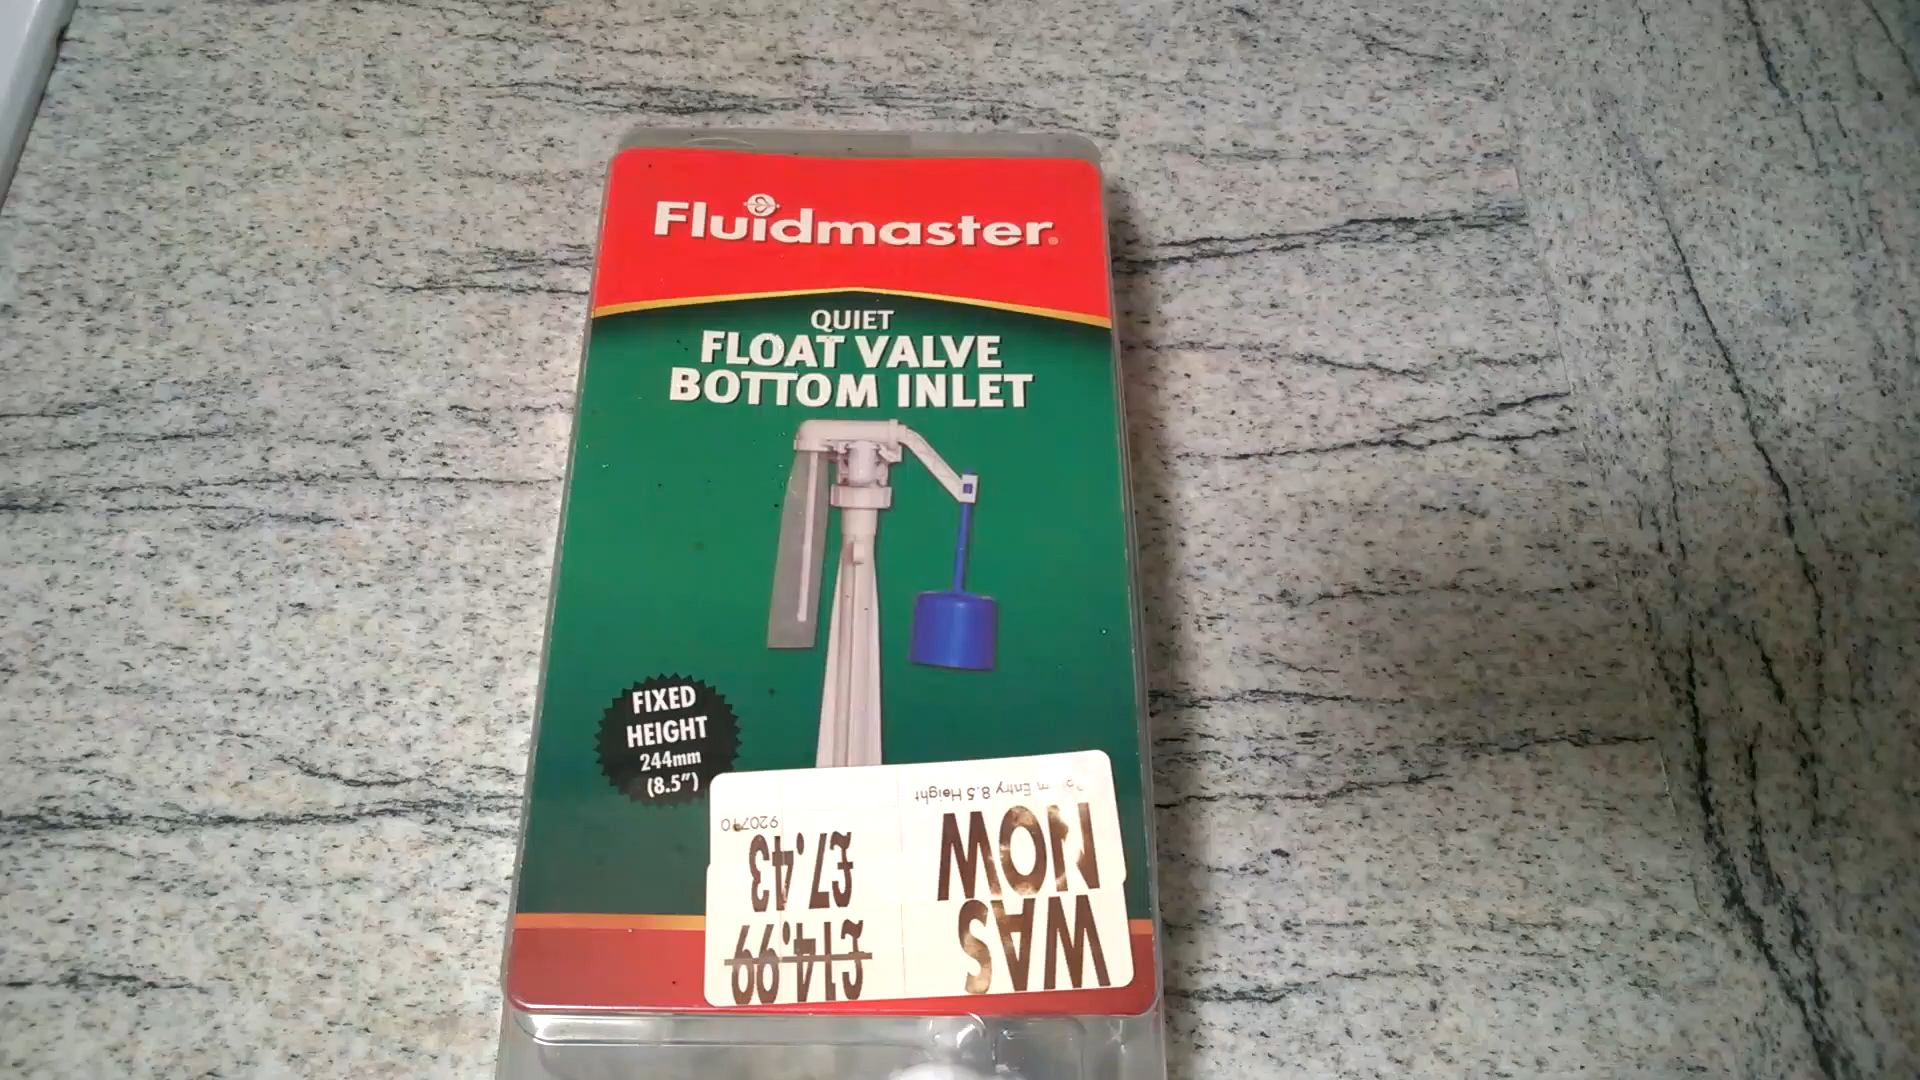 Fluidmaster®
QUIET
FLOAT VALVE
BOTTOM INLET
FIXED
HEIGHT
244mm
(8.5")
WAS £14.99
NOW £7.43
Entry 8.5 Height 920710